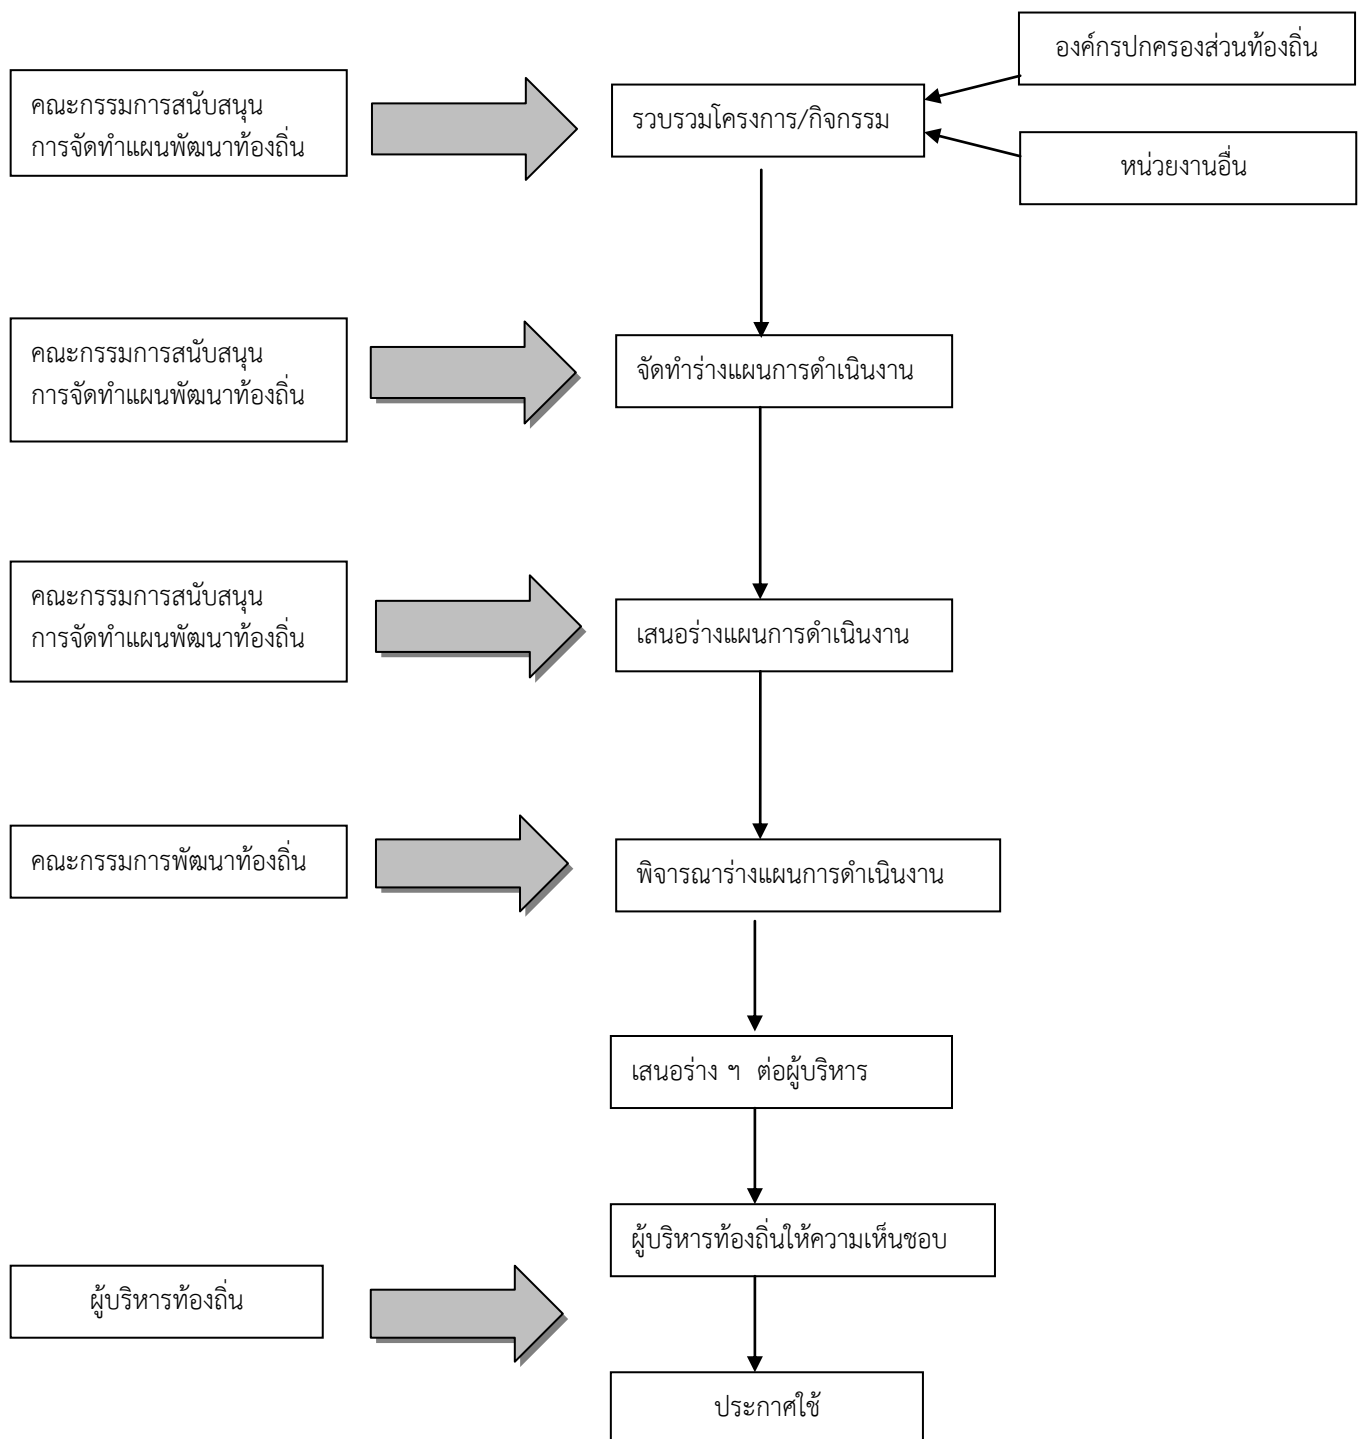 องค์กรปกครองส่วนท้องถิ่น
คณะกรรมการสนับสนุน
การจัดทำแผนพัฒนาท้องถิ่น
รวบรวมโครงการ/กิจกรรม
หน่วยงานอื่น
คณะกรรมการสนับสนุน
การจัดทำแผนพัฒนาท้องถิ่น
จัดทำร่างแผนการดำเนินงาน
คณะกรรมการสนับสนุน
การจัดทำแผนพัฒนาท้องถิ่น
เสนอร่างแผนการดำเนินงาน
คณะกรรมการพัฒนาท้องถิ่น
พิจารณาร่างแผนการดำเนินงาน
เสนอร่าง ฯ ต่อผู้บริหาร
ผู้บริหารท้องถิ่นให้ความเห็นชอบ
ผู้บริหารท้องถิ่น
ประกาศใช้